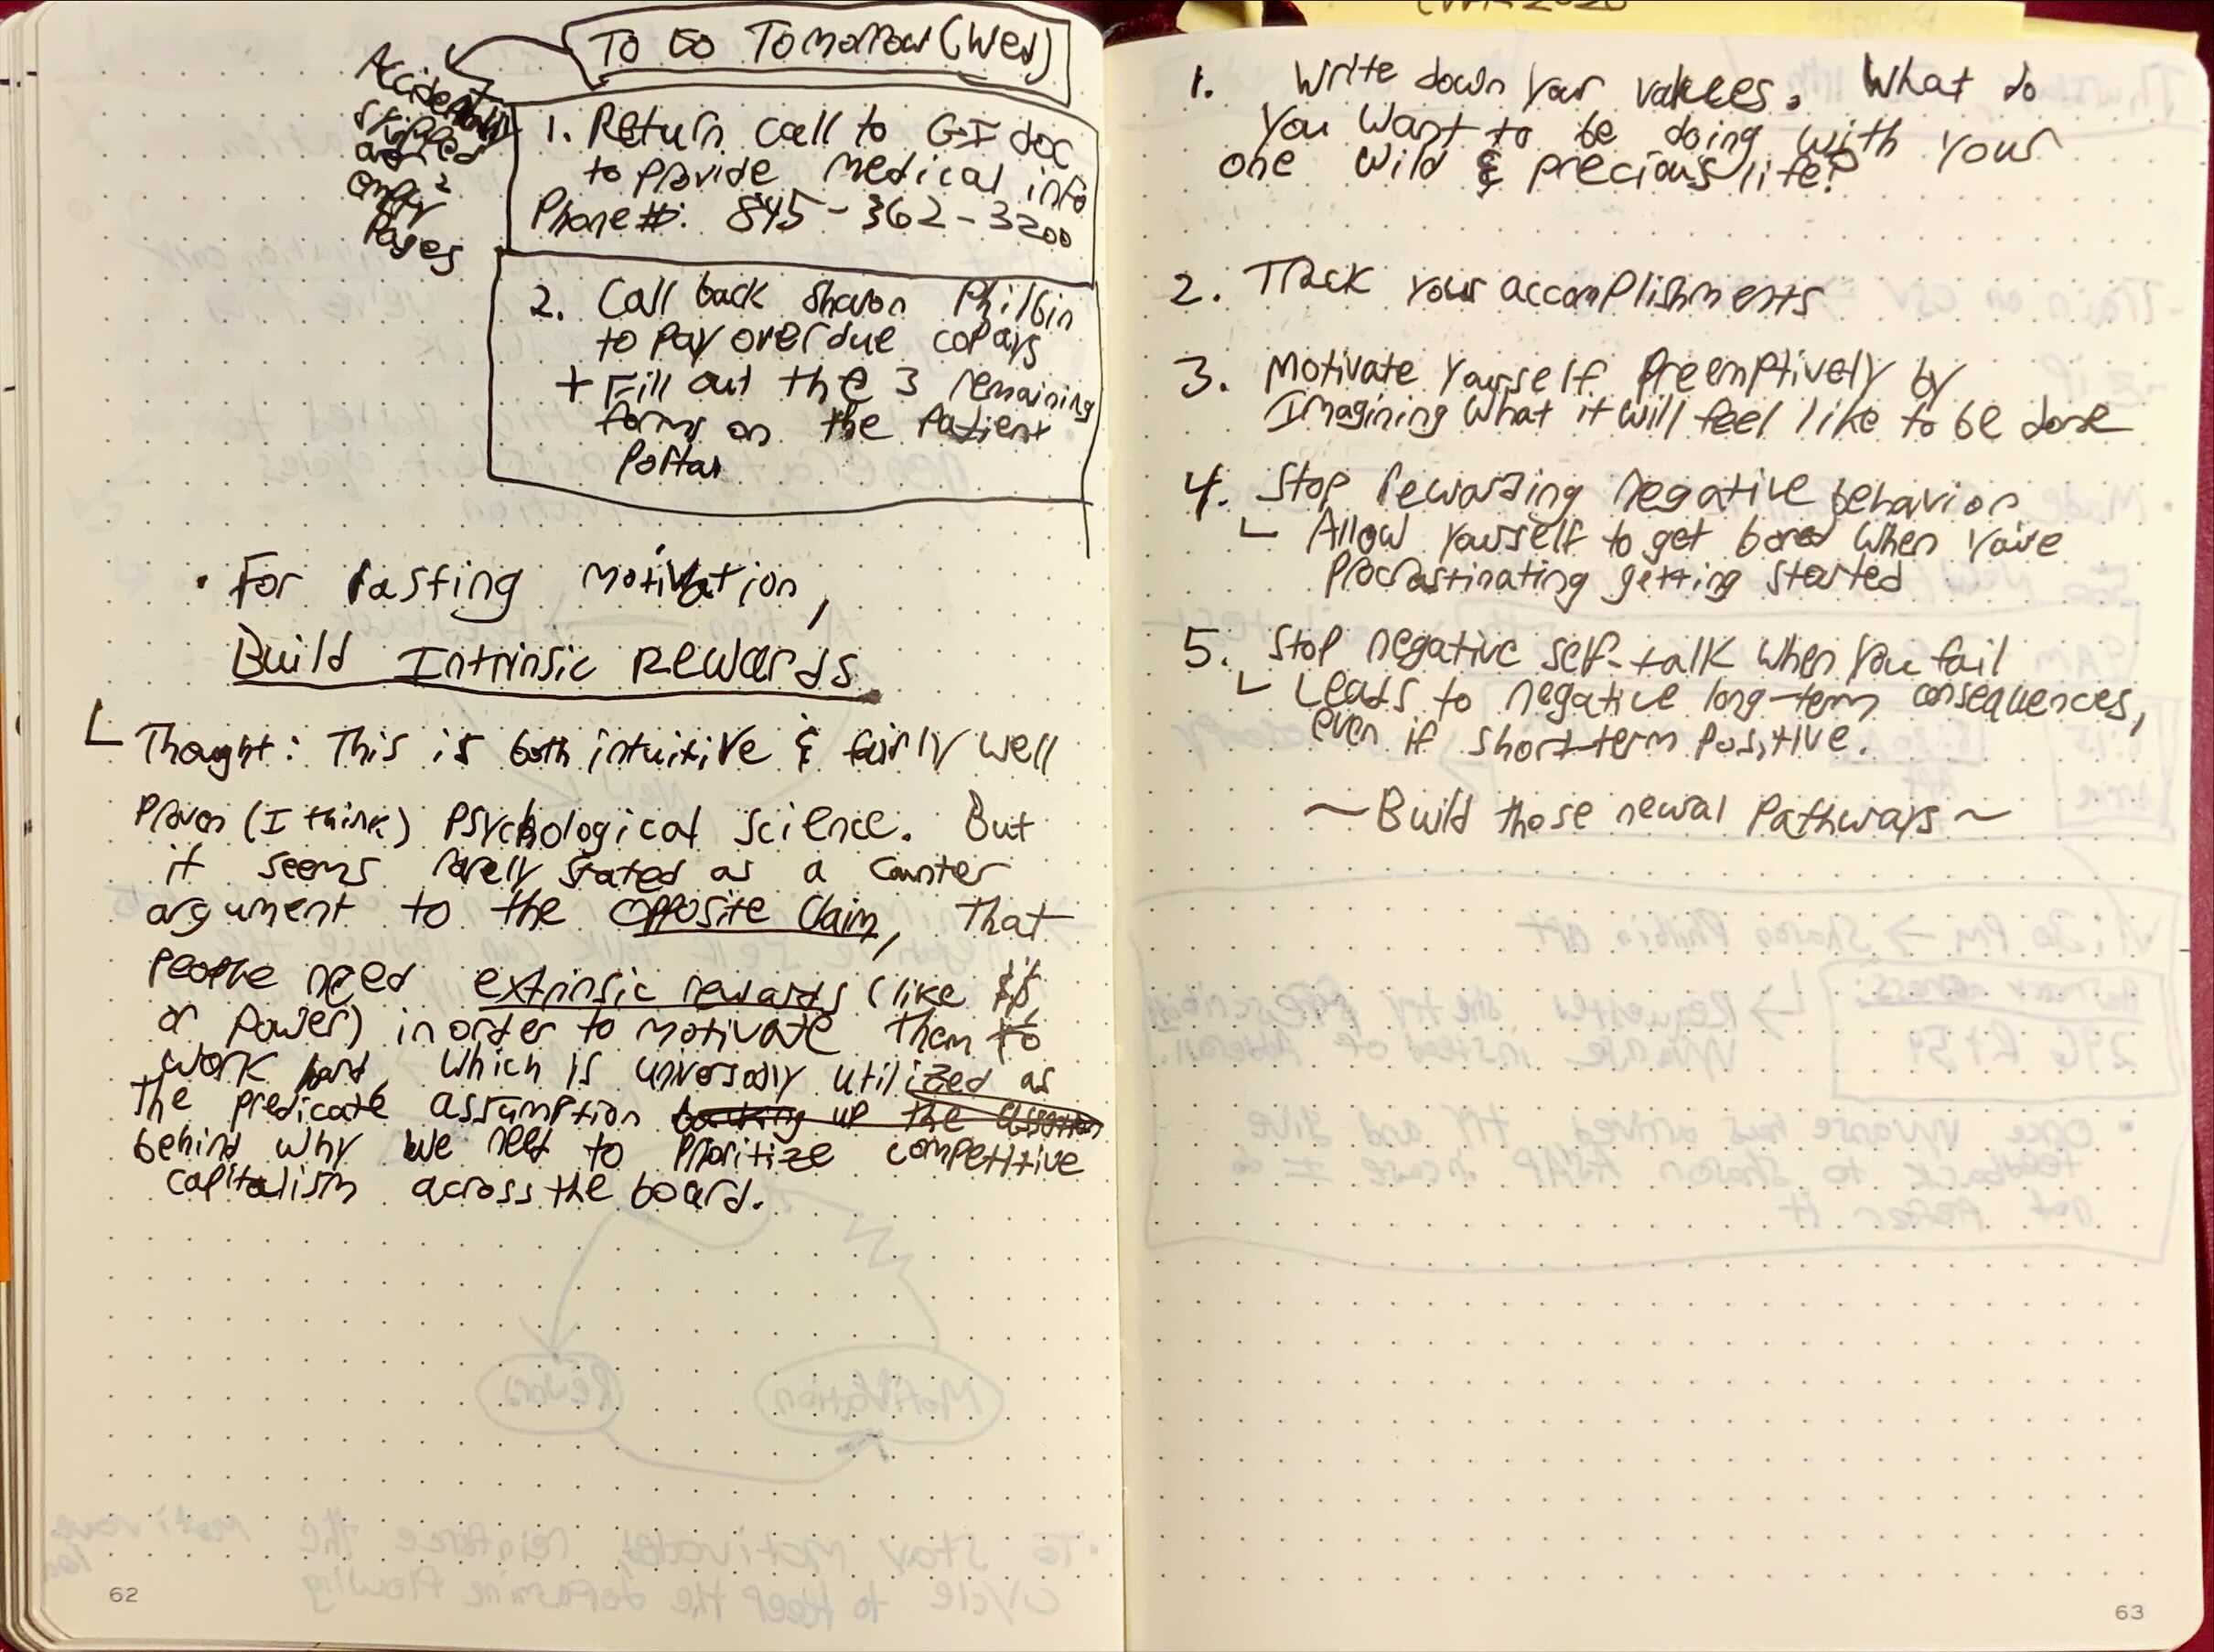 To Do Tomorrow (Wed)
Accidentally
skipped
added
2
empty
Pages
1. Return call to GI doc
to provide medical info
Phone #: 845-362-3200
2. Call back Sharon Philbin
to pay overdue copays
+ Fill out the 3 remaining
forms on the Patient
Portal
• For lasting motivation,
Build Intrinsic Rewards
Thought: This is both intuitive & fairly well
proven (I think) psychological science. But
it seems rarely stated as a counter
argument to the opposite claim, that
people need extrinsic rewards (like $$
or power) in order to motivate them to
work hard, which is universally utilized as
the predicate assumption backing up the
behind why we need to prioritize competitive
capitalism across the board.
62
1. Write down your values. What do
you want to be doing with your
one wild & precious life?
2. Track your accomplishments
3. Motivate yourself preemptively by
Imagining what it will feel like to be done
4. Stop rewarding negative behavior
Allow yourself to get bored when you're
procrastinating getting started
5. Stop negative self-talk when you fail
Leads to negative long-term consequences,
even if short-term positive.
~Build those neural pathways~
63